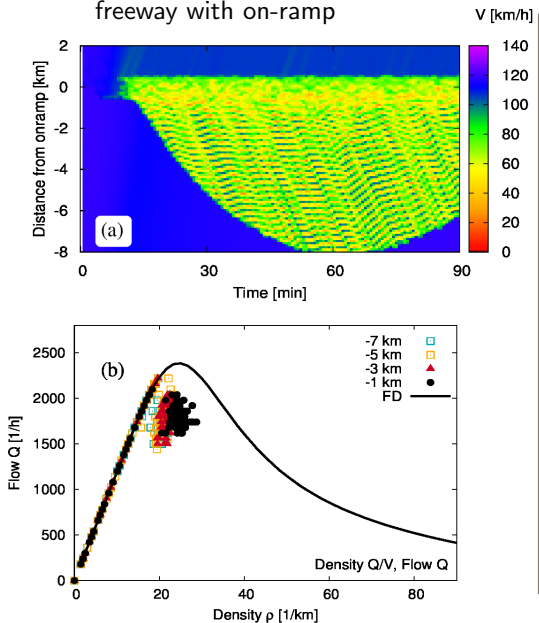 freeway with on-ramp
V [km/h]
2
0
-2
-4
-6
-8
Distance from onramp [km]
(a)
30
60
90
Time [min]
140
120
100
80
60
40
20
0
(b)
-7 km
-5 km
-3 km
-1 km
FD
2500
2000
1500
1000
500
0
Flow Q [1/h]
Density Q/V, Flow Q
0
20
40
60
80
Density ρ [1/km]